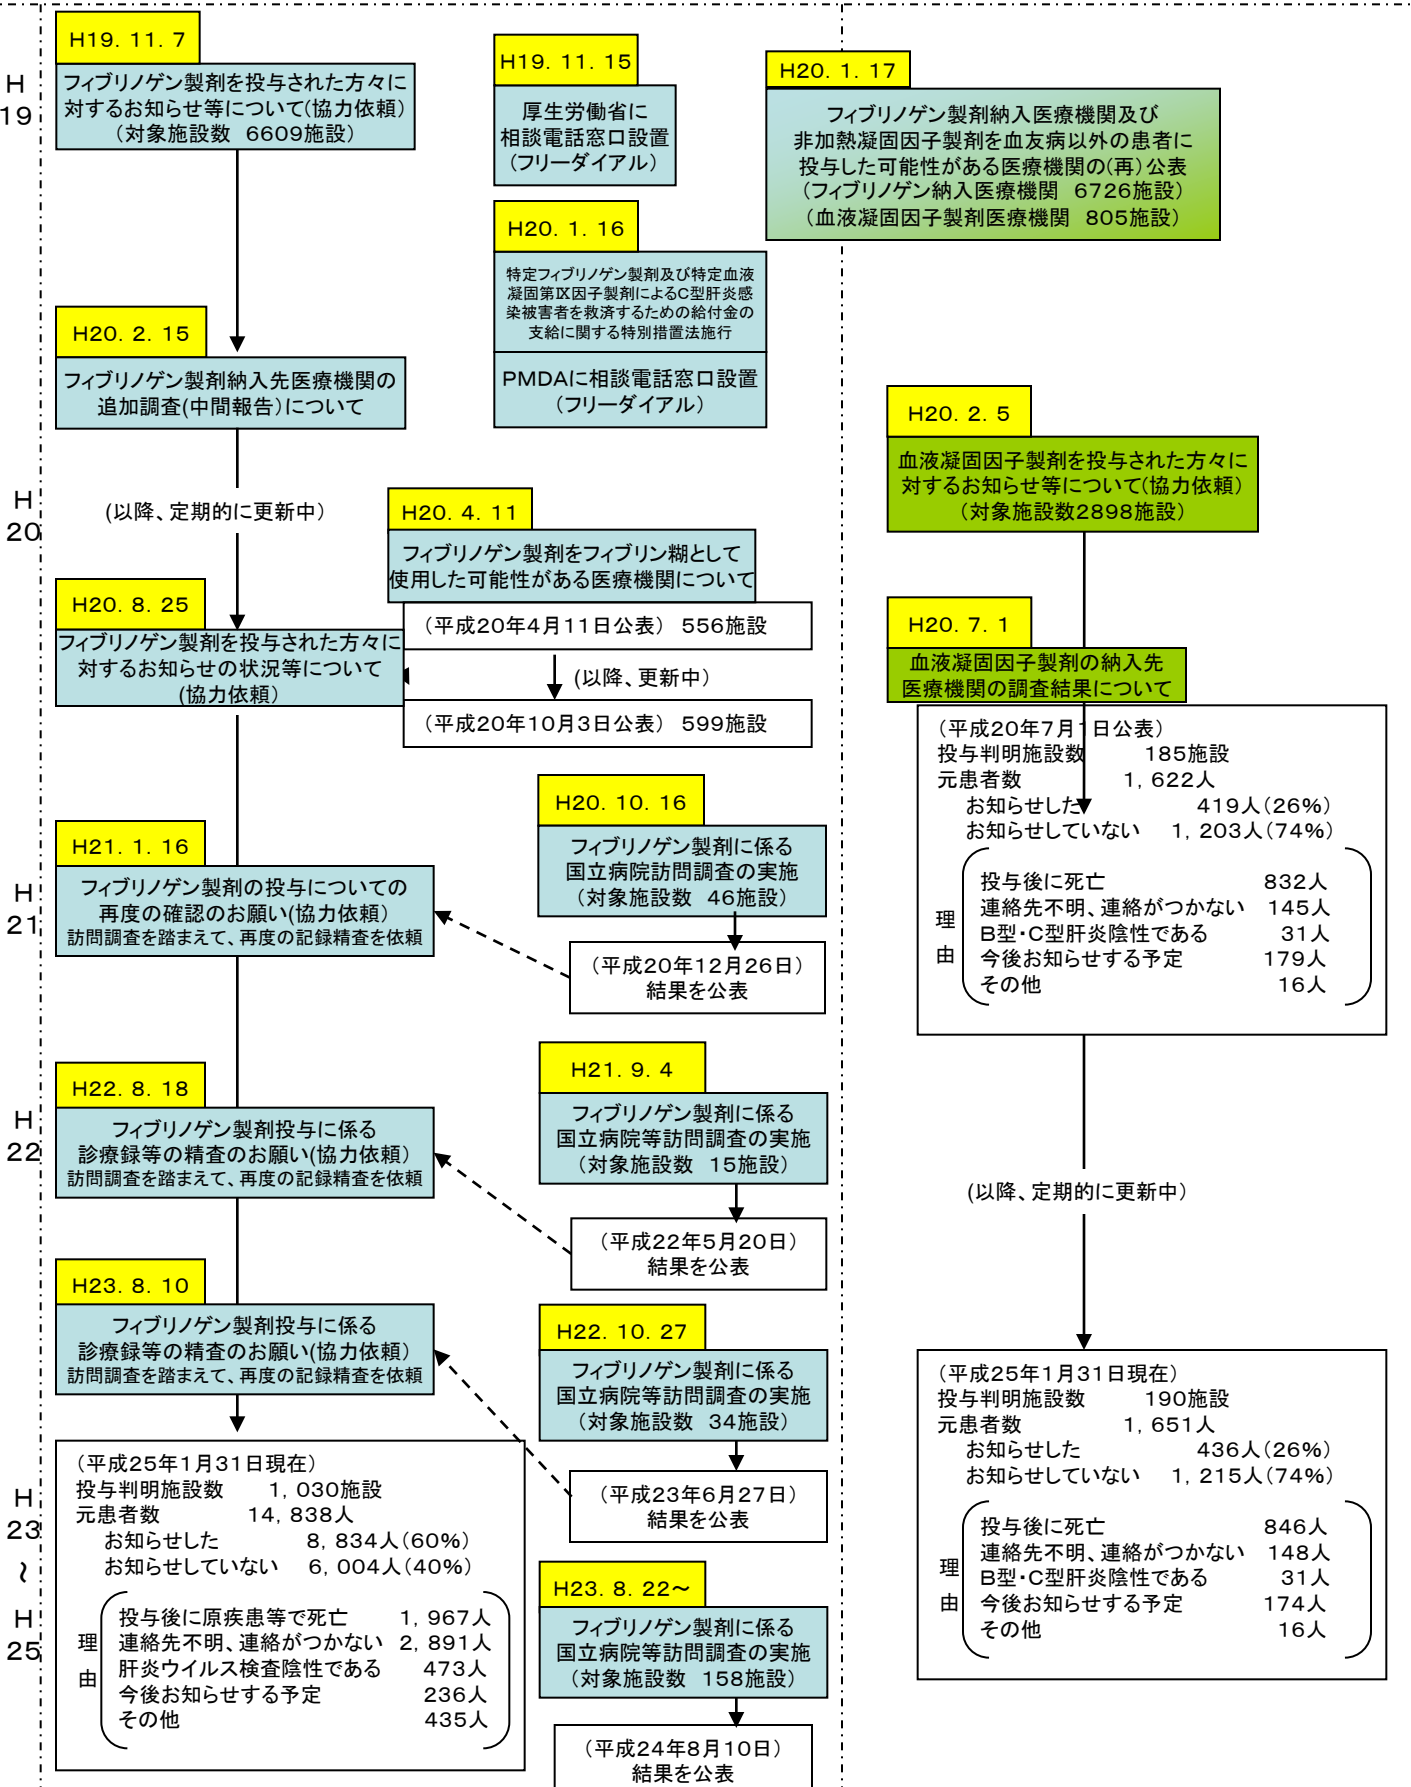 H
19
H19．11．7
フィブリノゲン製剤を投与された方々に
対するお知らせ等について(協力依頼)
(対象施設数　6609施設)
H19．11．15
厚生労働省に
相談電話窓口設置
(フリーダイアル)
H20．1．17
フィブリノゲン製剤納入医療機関及び
非加熱凝固因子製剤を血友病以外の患者に
投与した可能性がある医療機関の(再)公表
(フィブリノゲン納入医療機関　6726施設)
(血液凝固因子製剤医療機関　805施設)
H20．1．16
特定フィブリノゲン製剤及び特定血液
凝固第Ⅸ因子製剤によるC型肝炎感
染被害者を救済するための給付金の
支給に関する特別措置法施行
PMDAに相談電話窓口設置
(フリーダイアル)
H20．2．15
フィブリノゲン製剤納入先医療機関の
追加調査(中間報告)について
H20．2．5
血液凝固因子製剤を投与された方々に
対するお知らせ等について(協力依頼)
(対象施設数2898施設)
H
20
(以降、定期的に更新中)
H20．4．11
フィブリノゲン製剤をフィブリン糊として
使用した可能性がある医療機関について
(平成20年4月11日公表)　556施設
(以降、更新中)
(平成20年10月3日公表)　599施設
H20．8．25
フィブリノゲン製剤を投与された方々に
対するお知らせの状況等について
(協力依頼)
H20．7．1
血液凝固因子製剤の納入先
医療機関の調査結果について
(平成20年7月1日公表)
投与判明施設数　185施設
元患者数　1，622人
お知らせした　419人(26%)
お知らせしていない　1，203人(74%)
理
由
投与後に死亡　832人
連絡先不明、連絡がつかない　145人
B型・C型肝炎陰性である　31人
今後お知らせする予定　179人
その他　16人
H20．10．16
フィブリノゲン製剤に係る
国立病院訪問調査の実施
(対象施設数　46施設)
(平成20年12月26日)
結果を公表
H
21
H21．1．16
フィブリノゲン製剤の投与についての
再度の確認のお願い(協力依頼)
訪問調査を踏まえて、再度の記録精査を依頼
H21．9．4
フィブリノゲン製剤に係る
国立病院等訪問調査の実施
(対象施設数　15施設)
(平成22年5月20日)
結果を公表
H
22
H22．8．18
フィブリノゲン製剤投与に係る
診療録等の精査のお願い(協力依頼)
訪問調査を踏まえて、再度の記録精査を依頼
(以降、定期的に更新中)
H23．8．10
フィブリノゲン製剤投与に係る
診療録等の精査のお願い(協力依頼)
訪問調査を踏まえて、再度の記録精査を依頼
H22．10．27
フィブリノゲン製剤に係る
国立病院等訪問調査の実施
(対象施設数　34施設)
(平成23年6月27日)
結果を公表
H
23
～
H
25
(平成25年1月31日現在)
投与判明施設数　1，030施設
元患者数　14，838人
お知らせした　8，834人(60%)
お知らせしていない　6，004人(40%)
理
由
投与後に原疾患等で死亡　1，967人
連絡先不明、連絡がつかない　2，891人
肝炎ウイルス検査陰性である　473人
今後お知らせする予定　236人
その他　435人
H23．8．22～
フィブリノゲン製剤に係る
国立病院等訪問調査の実施
(対象施設数　158施設)
(平成24年8月10日)
結果を公表
(平成25年1月31日現在)
投与判明施設数　190施設
元患者数　1，651人
お知らせした　436人(26%)
お知らせしていない　1，215人(74%)
理
由
投与後に死亡　846人
連絡先不明、連絡がつかない　148人
B型・C型肝炎陰性である　31人
今後お知らせする予定　174人
その他　16人